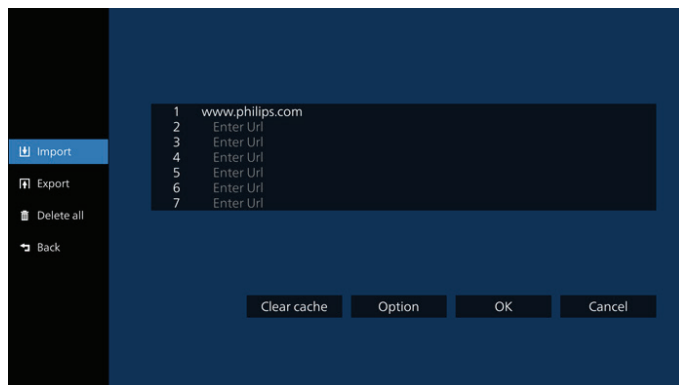 1 www.philips.com
2 Enter Url
3 Enter Url
4 Enter Url
5 Enter Url
6 Enter Url
7 Enter Url
Import
Export
Delete all
Back
Clear cache Option OK Cancel